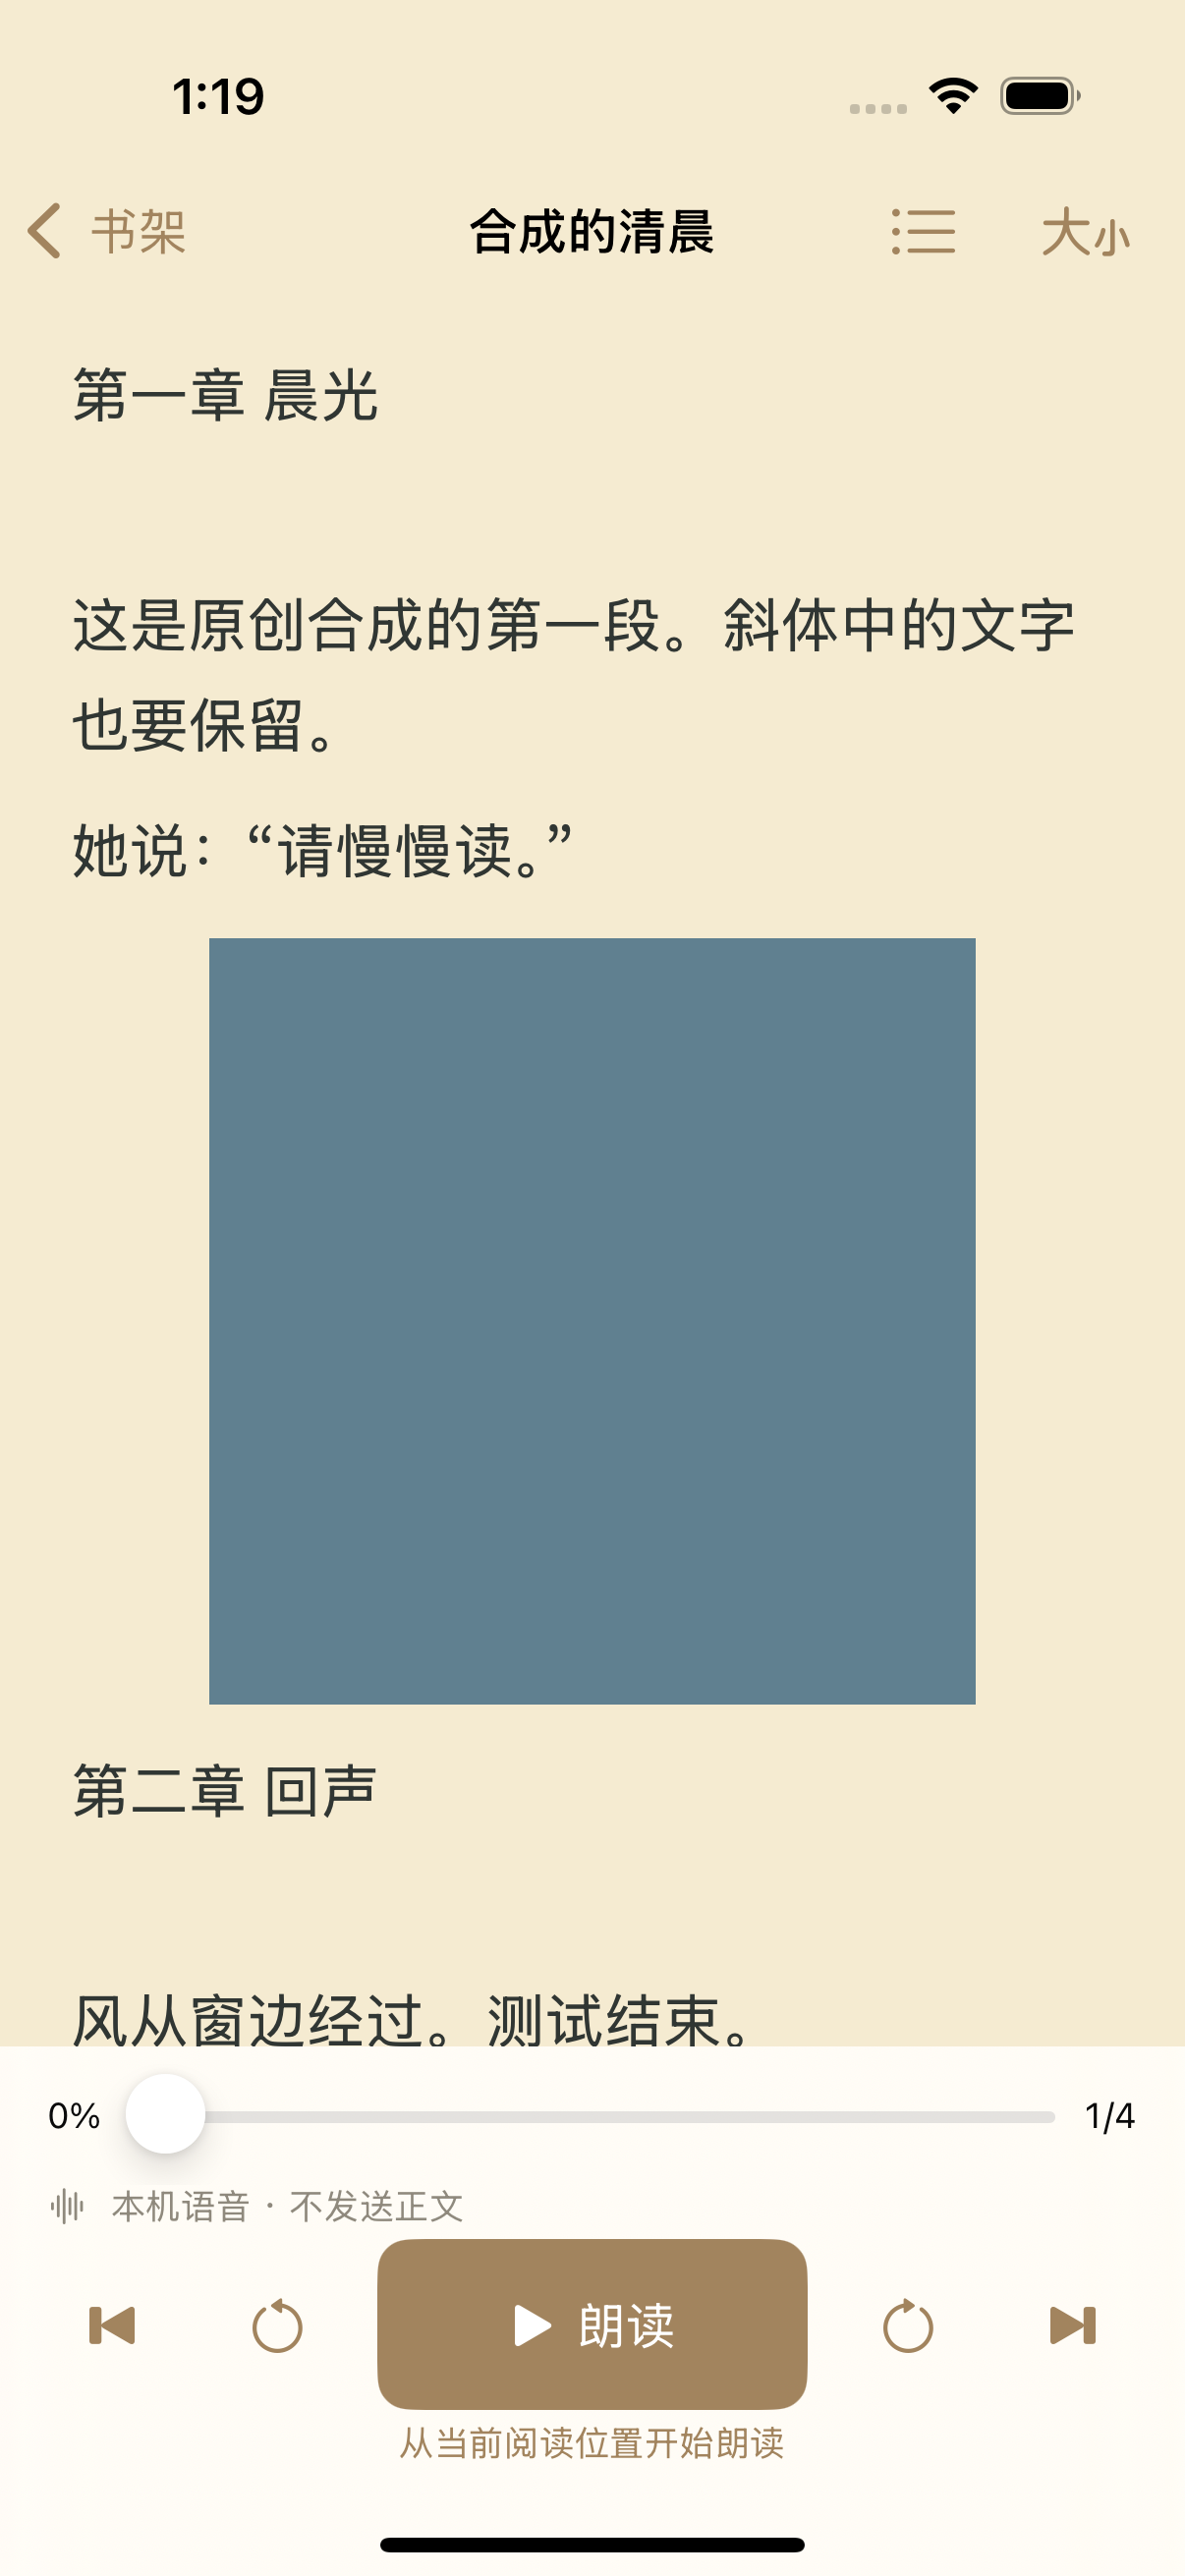 1:19
书架
合成的清晨
大小
第一章 晨光
这是原创合成的第一段。斜体中的文字
也要保留。
她说：“请慢慢读。”
第二章 回声
风从窗边经过。测试结束。
0%
1/4
本机语音 · 不发送正文
朗读
从当前阅读位置开始朗读